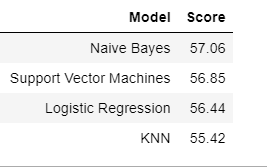 Model Score
Naive Bayes 57.06
Support Vector Machines 56.85
Logistic Regression 56.44
KNN 55.42